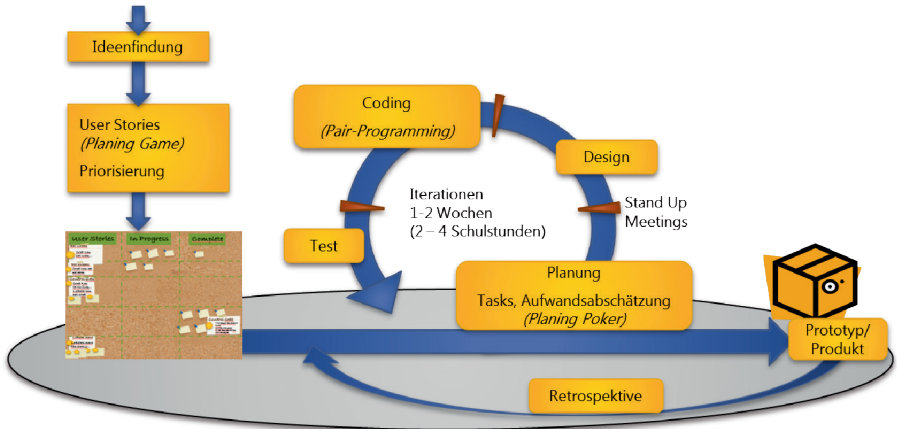 Ideenfindung
User Stories
(Planing Game)
Priorisierung
User Stories
In Progress
Complete
Coding
(Pair-Programming)
Design
Iterationen
1-2 Wochen
(2 – 4 Schulstunden)
Stand Up
Meetings
Test
Planung
Tasks, Aufwandsabschätzung
(Planing Poker)
Prototyp/
Produkt
Retrospektive